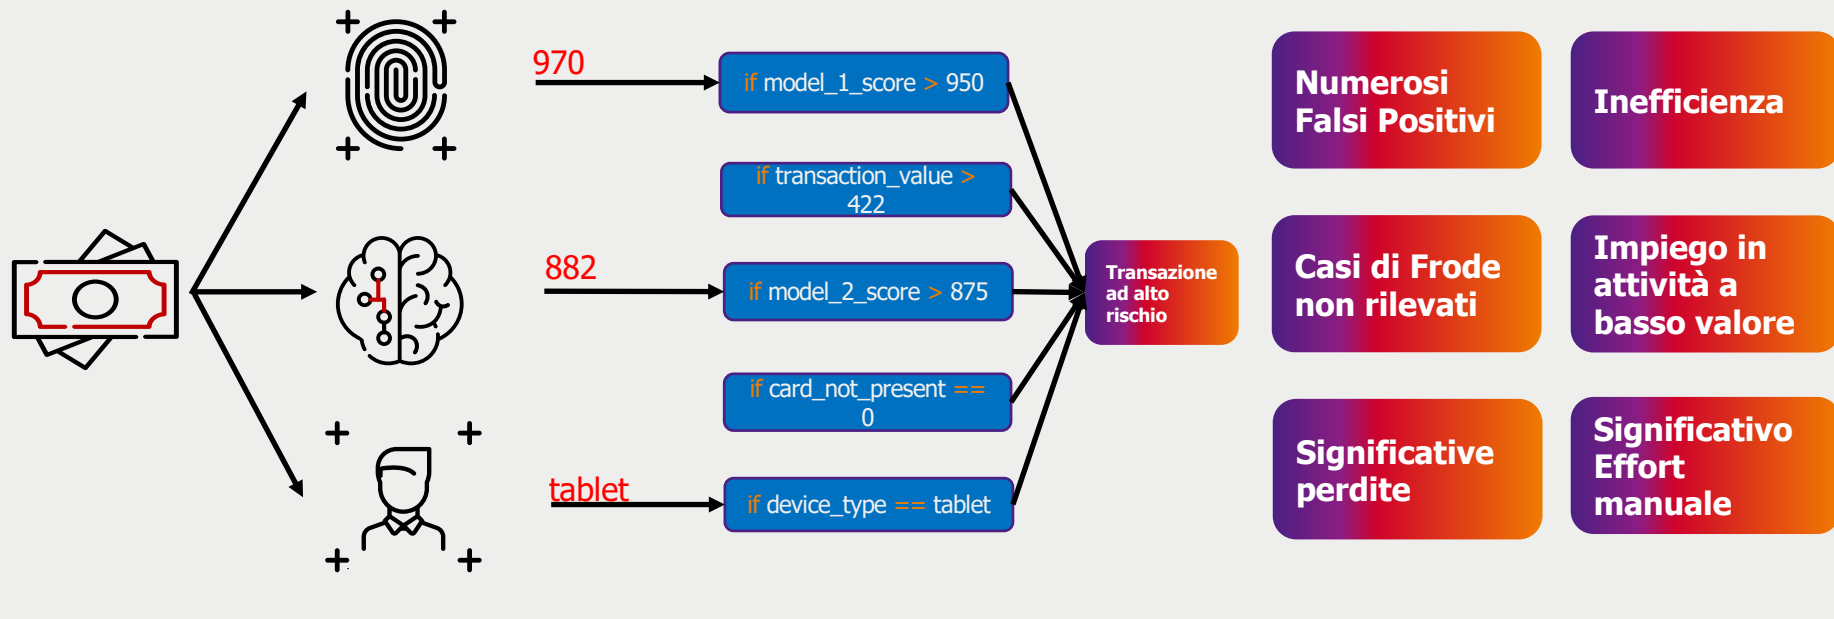 970
if model_1_score > 950
if transaction_value >
422
882
if model_2_score > 875
if card_not_present ==
0
tablet
if device_type == tablet
Transazione
ad alto
rischio
Numerosi
Falsi Positivi
Inefficienza
Casi di Frode
non rilevati
Impiego in
attività a
basso valore
Significative
perdite
Significativo
Effort
manuale